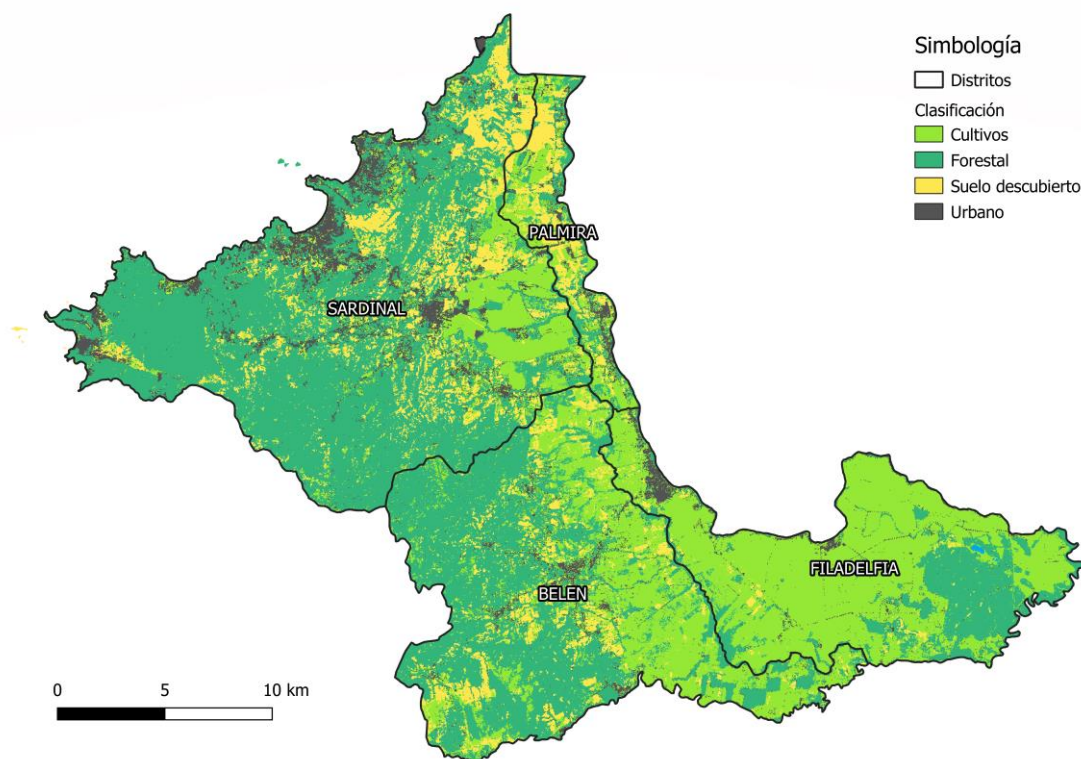 Simbología
Distritos
Clasificación
Cultivos
Forestal
Suelo descubierto
Urbano
PALMIRA
SARDINAL
FILADELFIA
BELEN
0 5 10 km